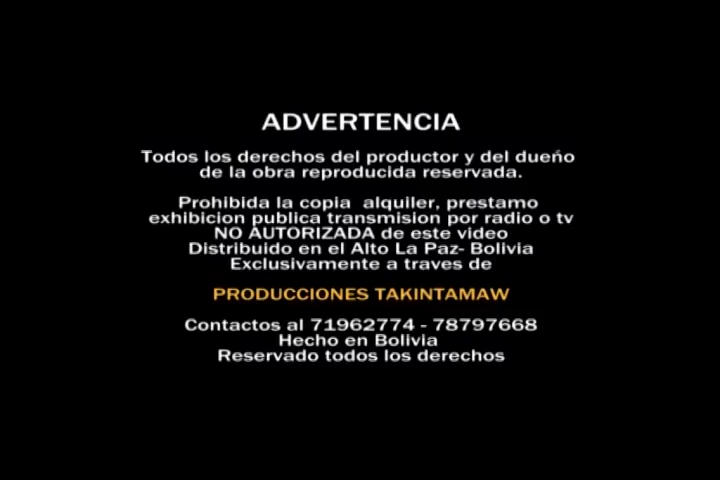 ADVERTENCIA
Todos los derechos del productor y del dueño
de la obra reproducida reservada.
Prohibida la copia alquiler, prestamo
exhibicion publica transmision por radio o tv
NO AUTORIZADA de este video
Distribuido en el Alto La Paz- Bolivia
Exclusivamente a traves de
PRODUCCIONES TAKINTAMAW
Contactos al 71962774 - 78797668
Hecho en Bolivia
Reservado todos los derechos